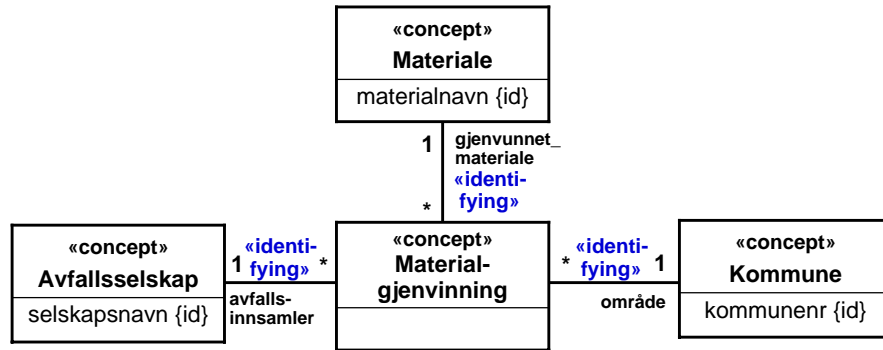 «concept»
Materiale
materialnavn {id}
1
gjenvunnet_
materiale
«identi-
fying»
*
«concept»
Avfallsselskap
selskapsnavn {id}
1
«identi-
fying»
*
avfalls-
innsamler
«concept»
Material-
gjenvinning
*
«identi-
fying»
1
område
«concept»
Kommune
kommunenr {id}